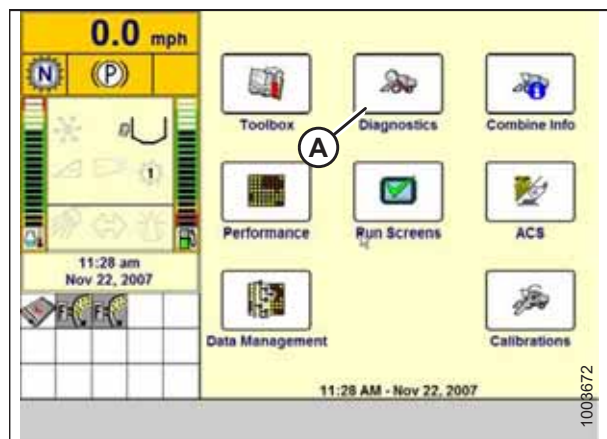 0.0 mph
N
P
1
11:28 am
Nov 22, 2007
F
F
Toolbox
Diagnostics
Combine Info
A
Performance
Run Screens
ACS
Data Management
Calibrations
11:28 AM - Nov 22, 2007
1003672